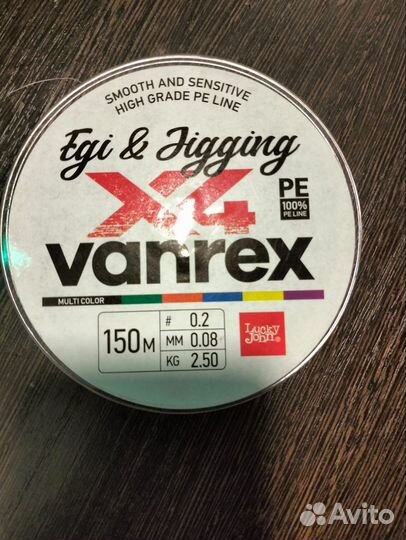 SMOOTH AND SENSITIVE
HIGH GRADE PE LINE
Egi & Jigging
X4
PE
100%
PE LINE
vanrex
MULTI COLOR
150м
# 0.2
MM 0.08
KG 2.50
Lucky
John®
Avito